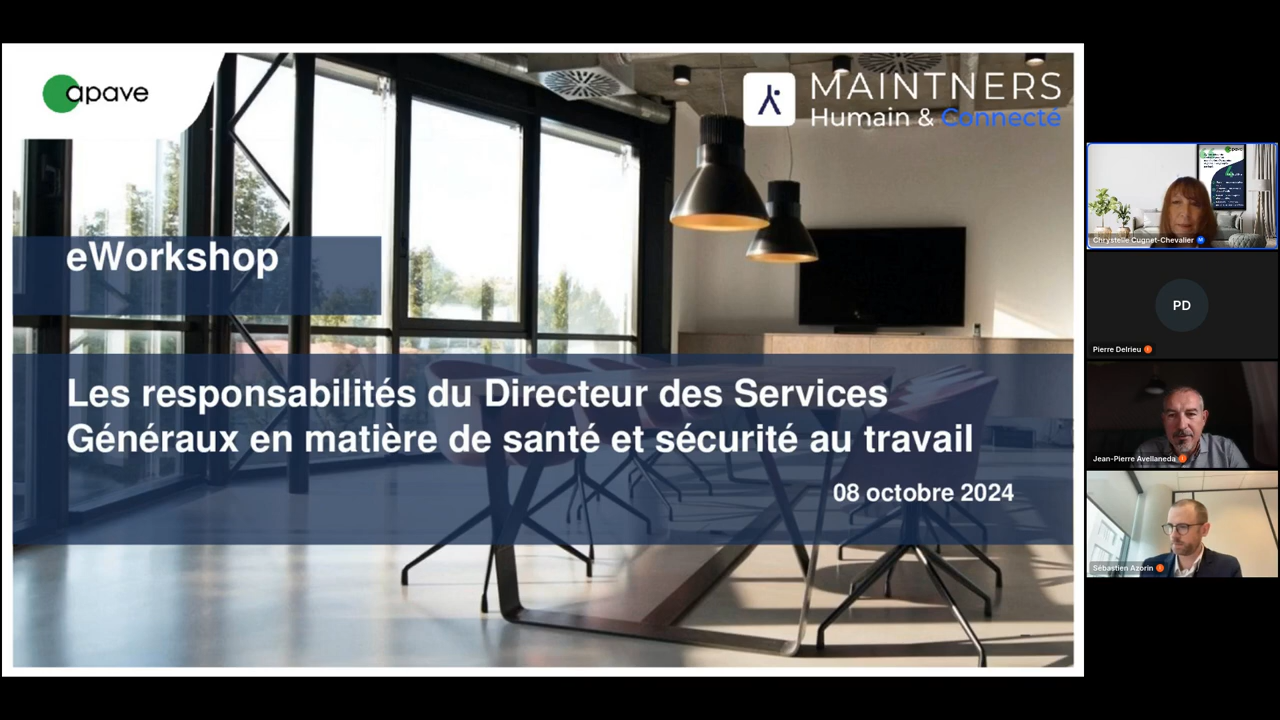 apave
MAINTNERS
Humain & Connecté
eWorkshop
Les responsabilités du Directeur des Services
Généraux en matière de santé et sécurité au travail
08 octobre 2024
Chrystelle Cugnet-Chevalier
PD
Pierre Delrieu
Jean-Pierre Avellaneda
Sébastien Azorin